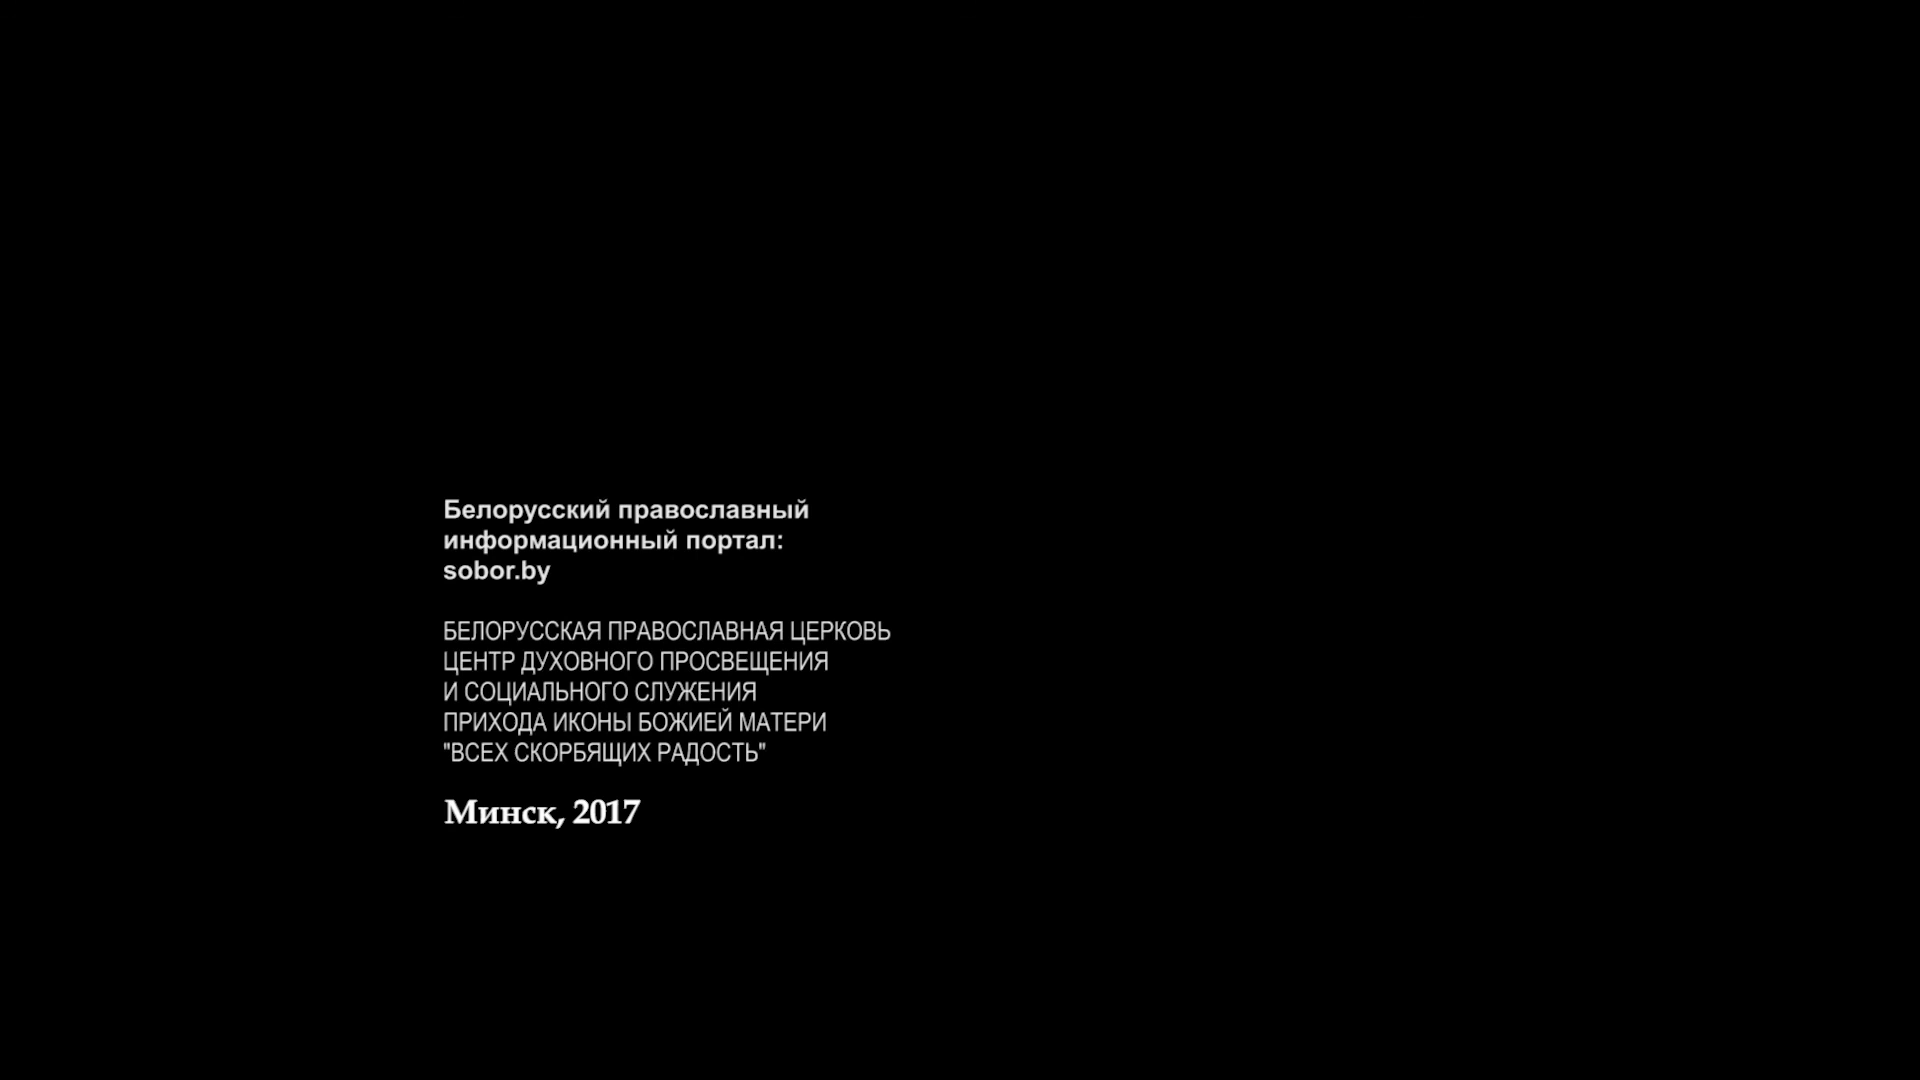 Белорусский православный
информационный портал:
sobor.by
БЕЛОРУССКАЯ ПРАВОСЛАВНАЯ ЦЕРКОВЬ
ЦЕНТР ДУХОВНОГО ПРОСВЕЩЕНИЯ
И СОЦИАЛЬНОГО СЛУЖЕНИЯ
ПРИХОДА ИКОНЫ БОЖИЕЙ МАТЕРИ
"ВСЕХ СКОРБЯЩИХ РАДОСТЬ"
Минск, 2017